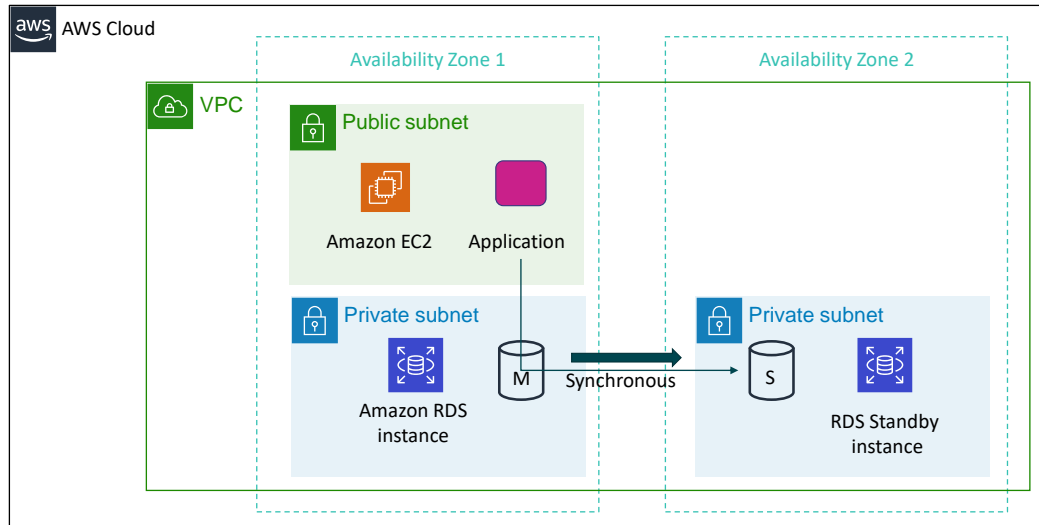 aws
AWS Cloud
Availability Zone 1
Availability Zone 2
VPC
Public subnet
Amazon EC2
Application
Private subnet
Private subnet
M
Synchronous
S
Amazon RDS
instance
RDS Standby
instance